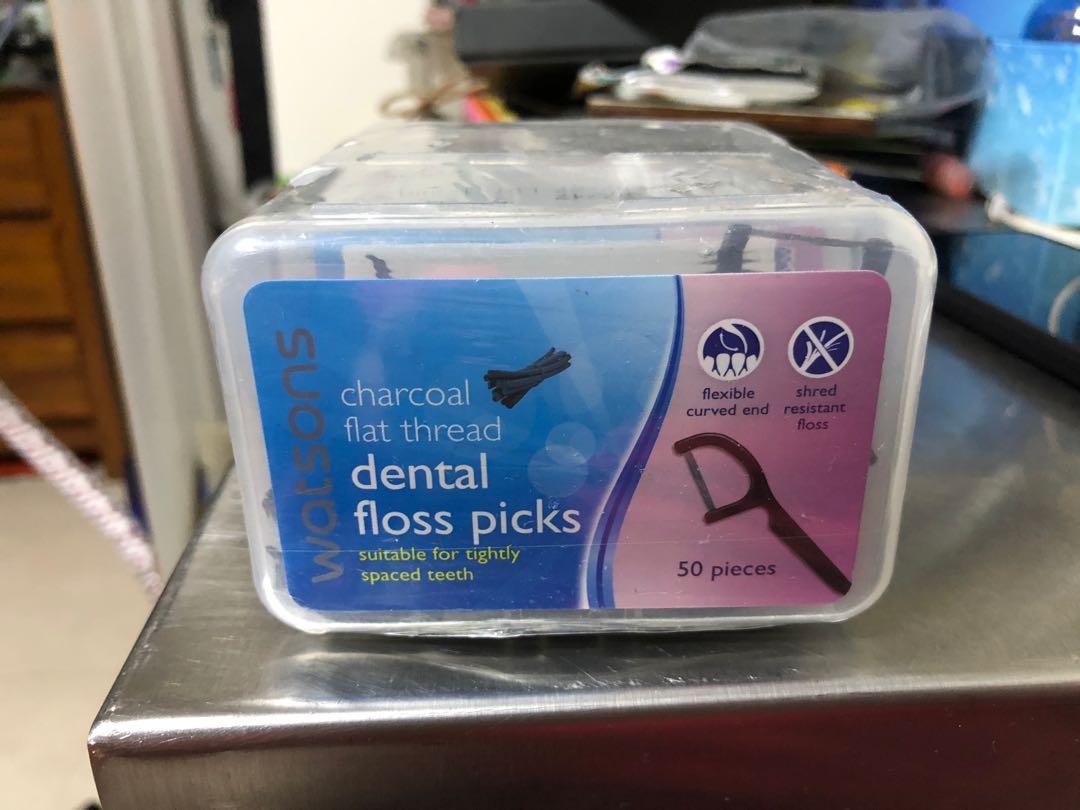 watsons
charcoal
flat thread
dental
floss picks
suitable for tightly
spaced teeth
flexible
curved end
shred
resistant
floss
50 pieces